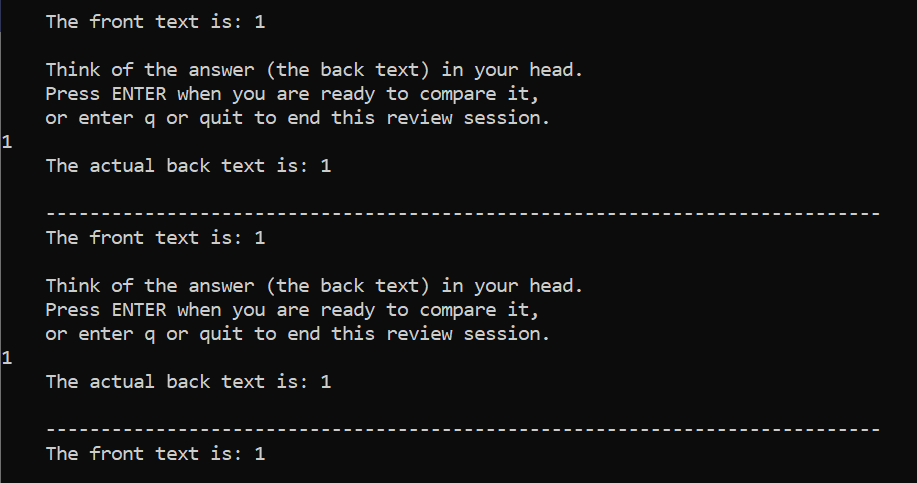 The front text is: 1
Think of the answer (the back text) in your head.
Press ENTER when you are ready to compare it,
or enter q or quit to end this review session.
1
The actual back text is: 1
----------------------------------------------------------------------------
The front text is: 1
Think of the answer (the back text) in your head.
Press ENTER when you are ready to compare it,
or enter q or quit to end this review session.
1
The actual back text is: 1
----------------------------------------------------------------------------
The front text is: 1